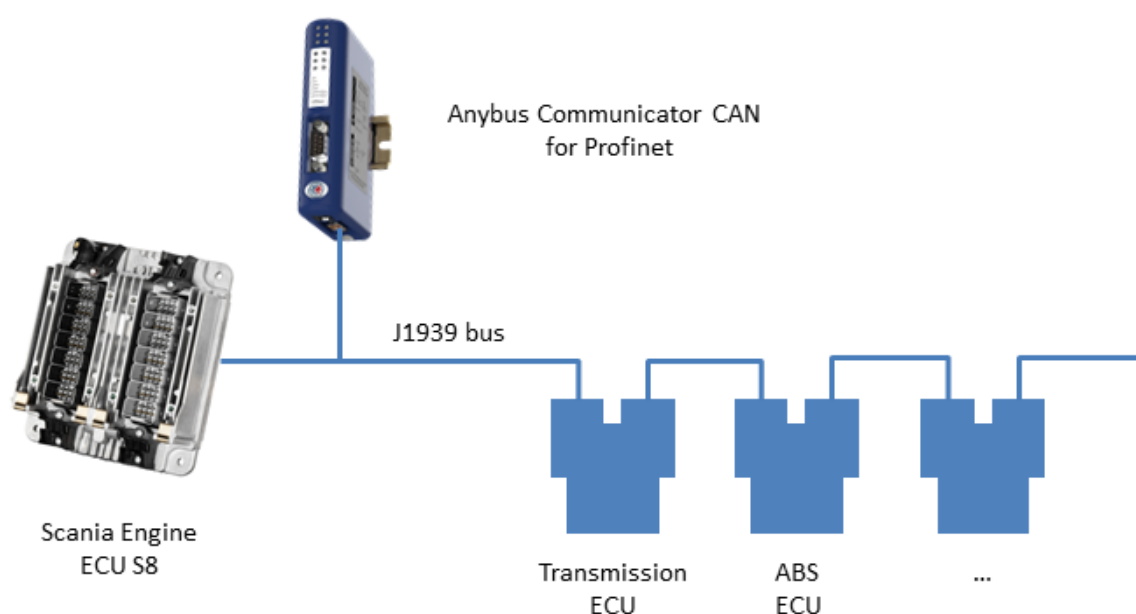 Anybus Communicator CAN
for Profinet
J1939 bus
Scania Engine
ECU S8
Transmission
ECU
ABS
ECU
...